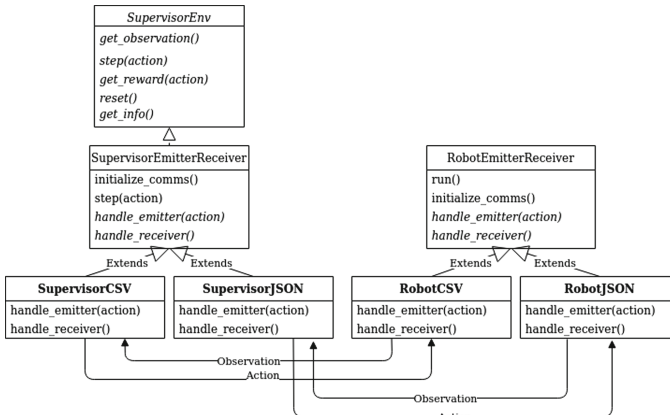 SupervisorEnv
get_observation()
step(action)
get_reward(action)
reset()
get_info()
SupervisorEmitterReceiver
initialize_comms()
step(action)
handle_emitter(action)
handle_receiver()
RobotEmitterReceiver
run()
initialize_comms()
handle_emitter(action)
handle_receiver()
Extends
Extends
Extends
Extends
SupervisorCSV
handle_emitter(action)
handle_receiver()
SupervisorJSON
handle_emitter(action)
handle_receiver()
RobotCSV
handle_emitter(action)
handle_receiver()
RobotJSON
handle_emitter(action)
handle_receiver()
Observation
Action
Observation